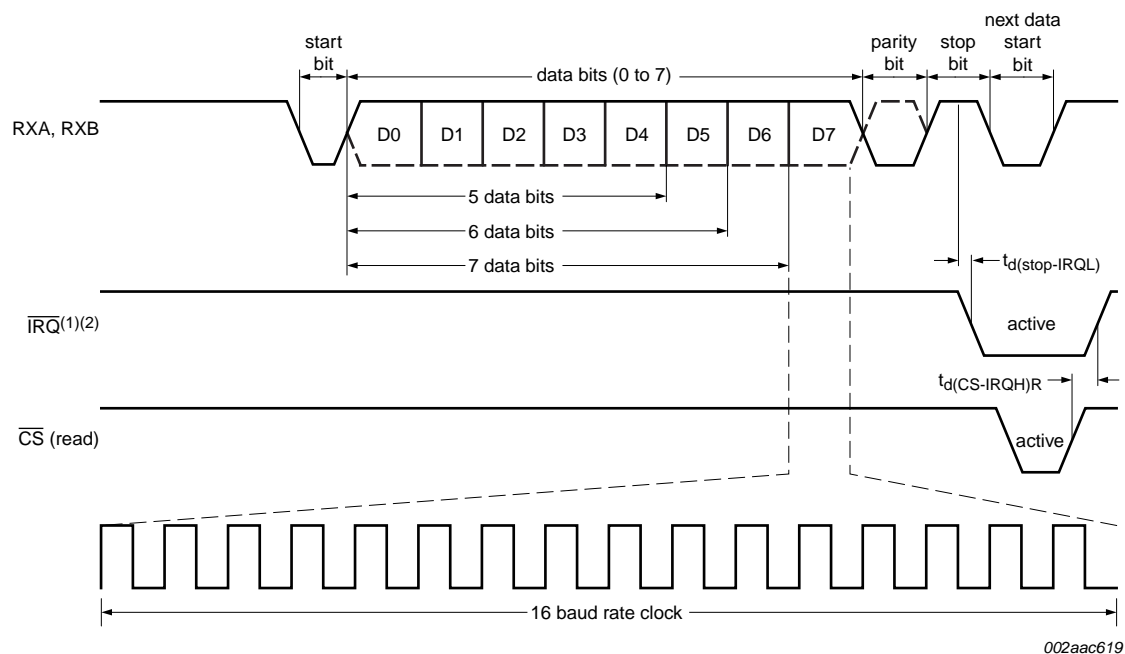 next data
start
bit
start
bit
parity
bit
stop
bit
data bits (0 to 7)
RXA, RXB
D0 D1 D2 D3 D4 D5 D6 D7
5 data bits
6 data bits
7 data bits
td(stop-IRQL)
IRQ(1)(2)
active
td(CS-IRQH)R
CS (read)
active
16 baud rate clock
002aac619